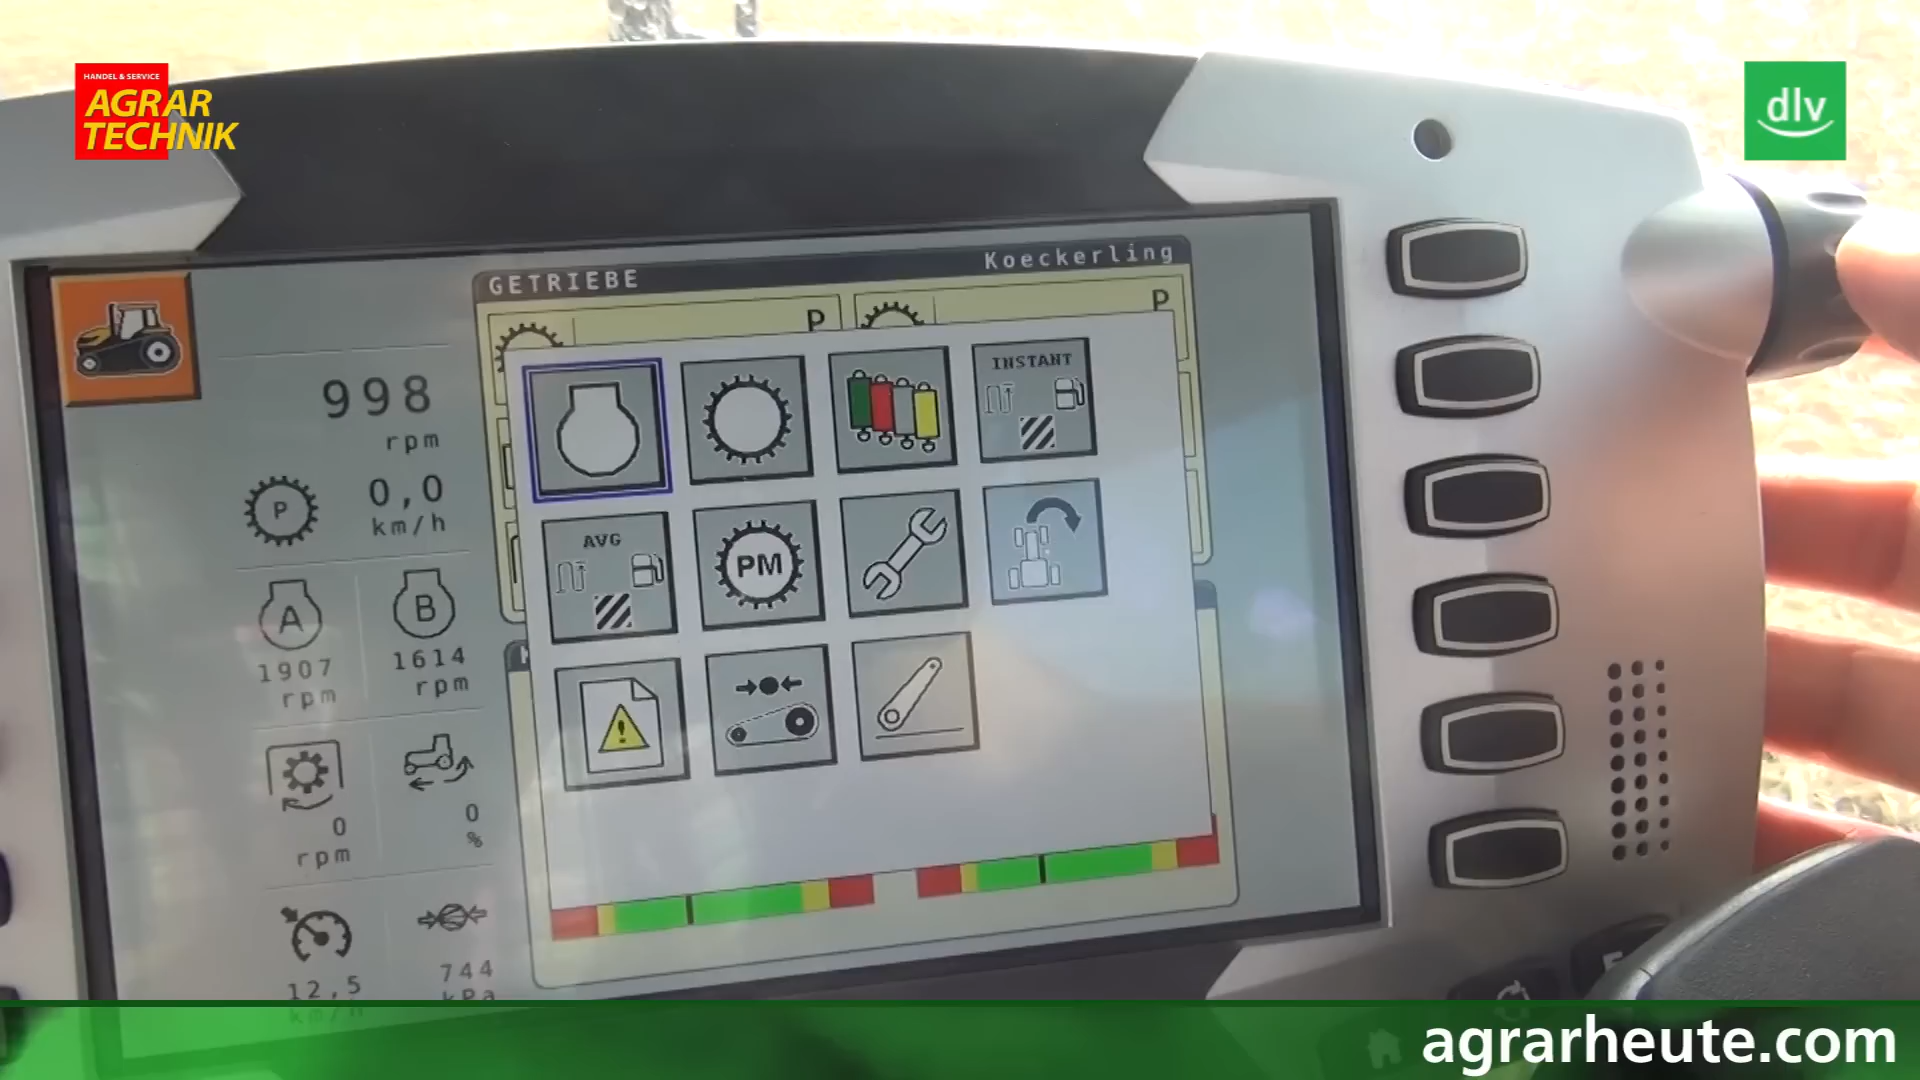 HANDEL & SERVICE
AGRAR
TECHNIK
dlv
GETRIEBE
Koeckerling
P
P
998
rpm
P
0,0
km/h
A
B
1907
rpm
1614
rpm
0
rpm
0
%
12,5
km/h
744
kPa
INSTANT
AVG
PM
agrarheute.com